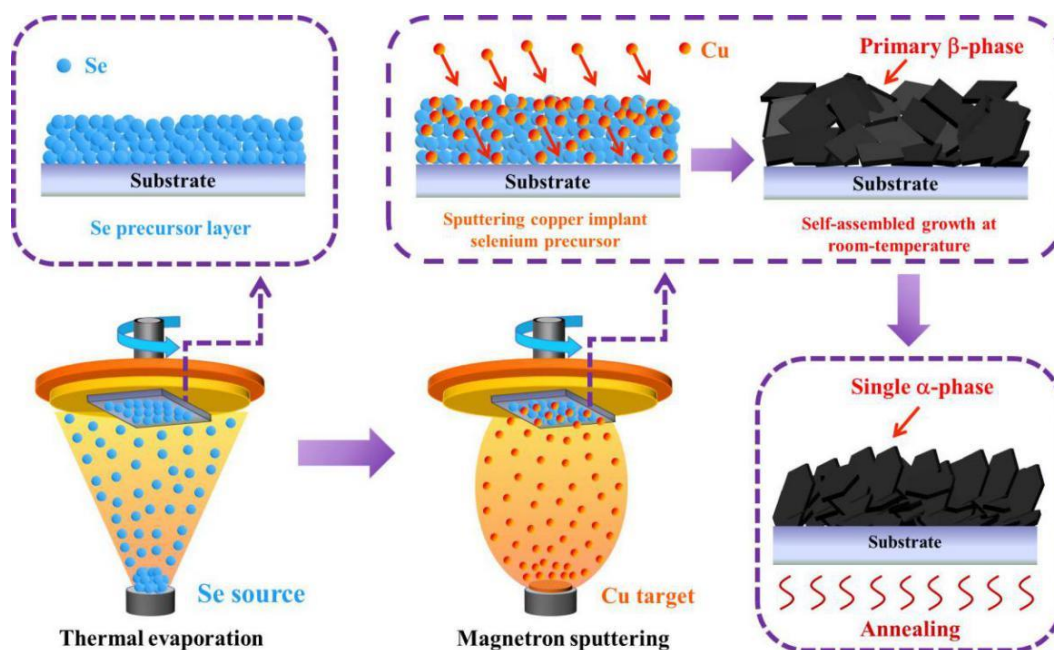 Se
Substrate
Se precursor layer
Cu
Substrate
Sputtering copper implant
selenium precursor
Primary β-phase
Substrate
Self-assembled growth at
room-temperature
Se source
Thermal evaporation
Cu target
Magnetron sputtering
Single α-phase
Substrate
Annealing